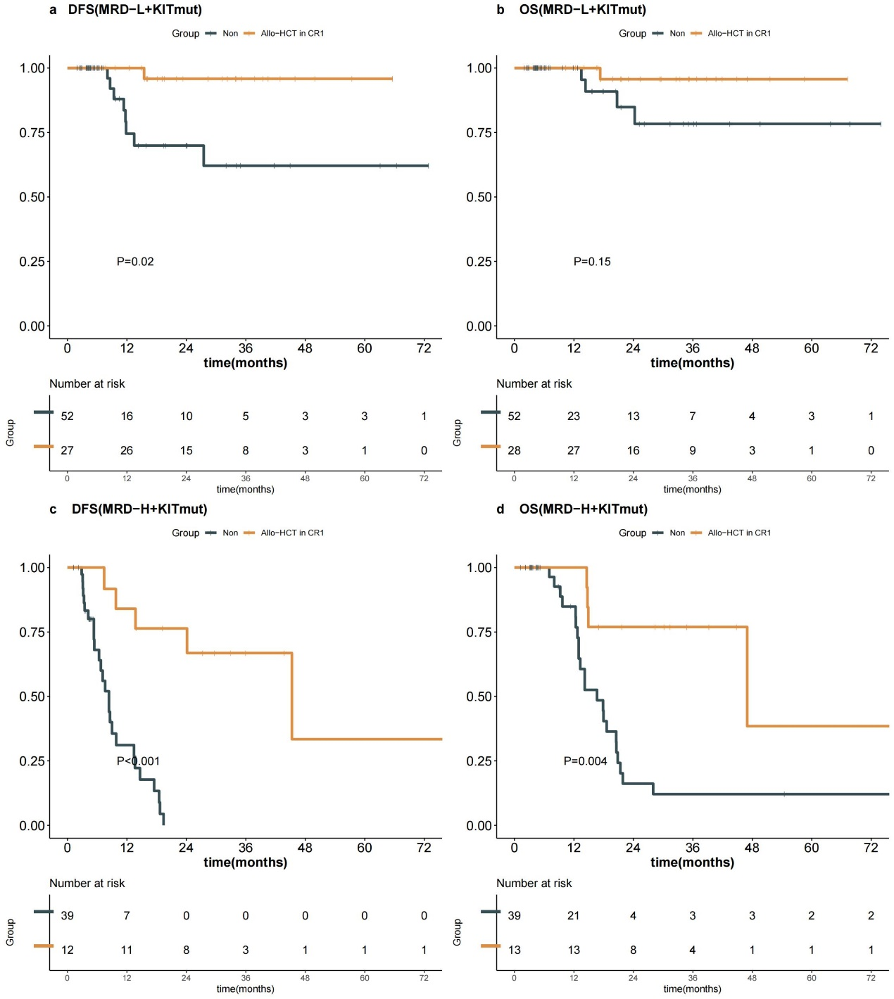 a DFS(MRD−L+KITmut)
Group Non Allo−HCT in CR1
1.00
0.75
0.50
0.25
0.00
P=0.02
0 12 24 36 48 60 72
time(months)
Number at risk
Group
52 16 10 5 3 3 1
27 26 15 8 3 1 0
0 12 24 36 48 60 72
time(months)
b OS(MRD−L+KITmut)
Group Non Allo−HCT in CR1
1.00
0.75
0.50
0.25
0.00
P=0.15
0 12 24 36 48 60 72
time(months)
Number at risk
Group
52 23 13 7 4 3 1
28 27 16 9 3 1 0
0 12 24 36 48 60 72
time(months)
c DFS(MRD−H+KITmut)
Group Non Allo−HCT in CR1
1.00
0.75
0.50
0.25
0.00
P<0.001
0 12 24 36 48 60 72
time(months)
Number at risk
Group
39 7 0 0 0 0 0
12 11 8 3 1 1 1
0 12 24 36 48 60 72
time(months)
d OS(MRD−H+KITmut)
Group Non Allo−HCT in CR1
1.00
0.75
0.50
0.25
0.00
P=0.004
0 12 24 36 48 60 72
time(months)
Number at risk
Group
39 21 4 3 3 2 2
13 13 8 4 1 1 1
0 12 24 36 48 60 72
time(months)